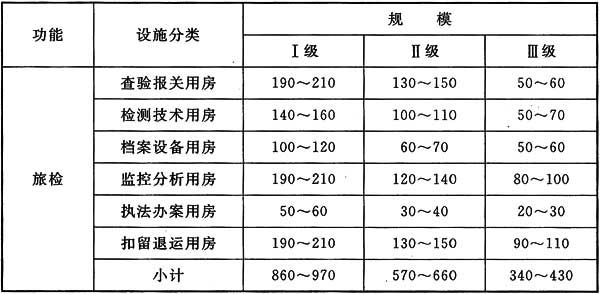 功能 设施分类 规 模
Ⅰ级 Ⅱ级 Ⅲ级
旅检
查验报关用房 190～210 130～150 50～60
检测技术用房 140～160 100～110 50～70
档案设备用房 100～120 60～70 50～60
监控分析用房 190～210 120～140 80～100
执法办案用房 50～60 30～40 20～30
扣留退运用房 190～210 130～150 90～110
小计 860～970 570～660 340～430